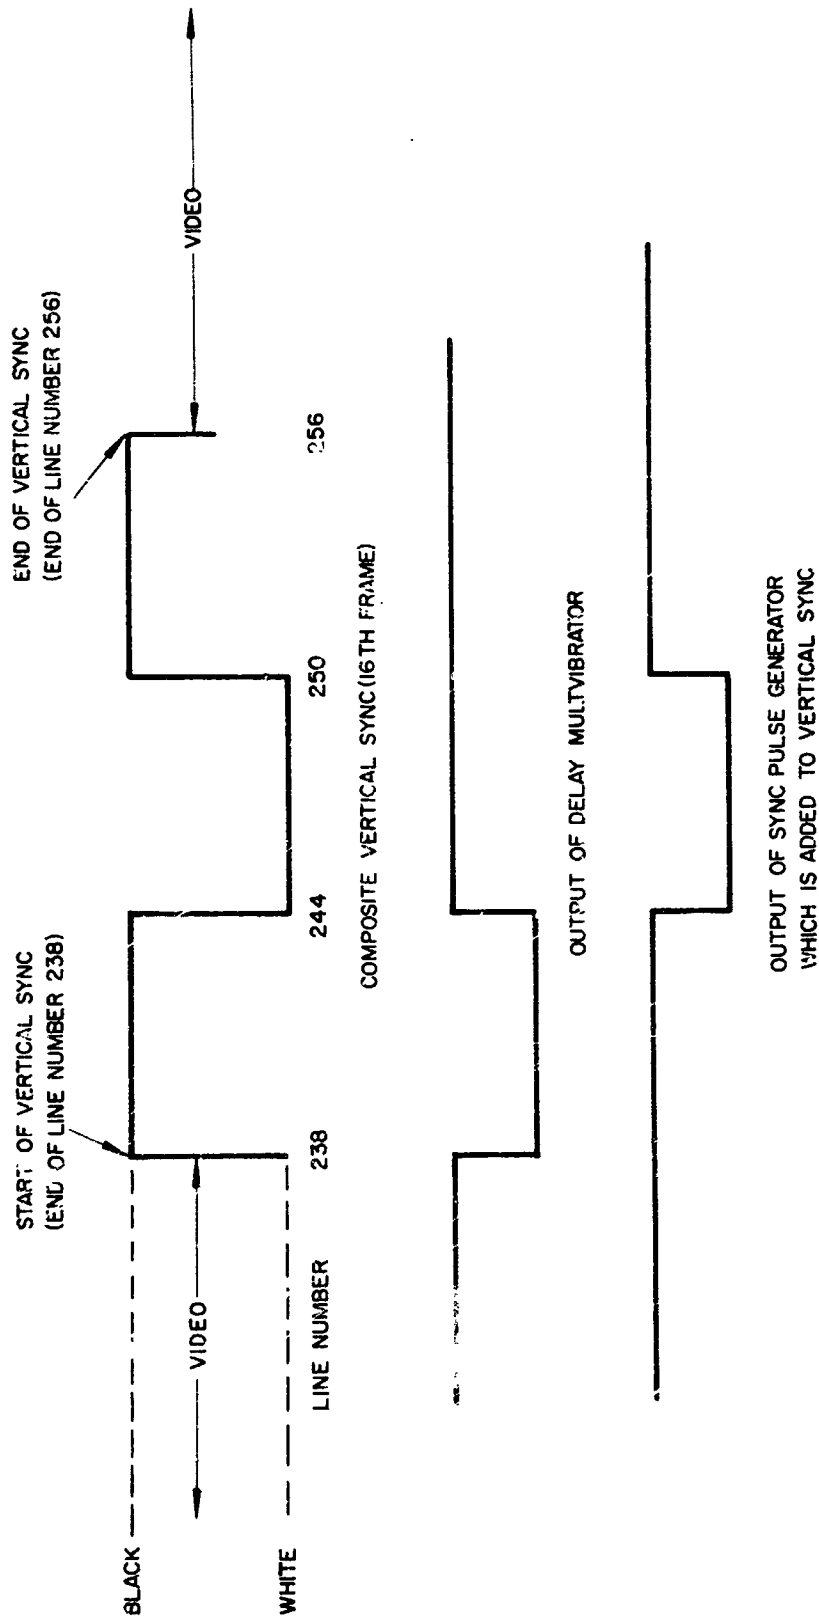 START OF VERTICAL SYNC
(END OF LINE NUMBER 238)
END OF VERTICAL SYNC
(END OF LINE NUMBER 256)
BLACK
VIDEO
VIDEO
WHITE
LINE NUMBER
238
244
250
256
COMPOSITE VERTICAL SYNC (16TH FRAME)
OUTPUT OF DELAY MULTVIBRATOR
OUTPUT OF SYNC PULSE GENERATOR
WHICH IS ADDED TO VERTICAL SYNC